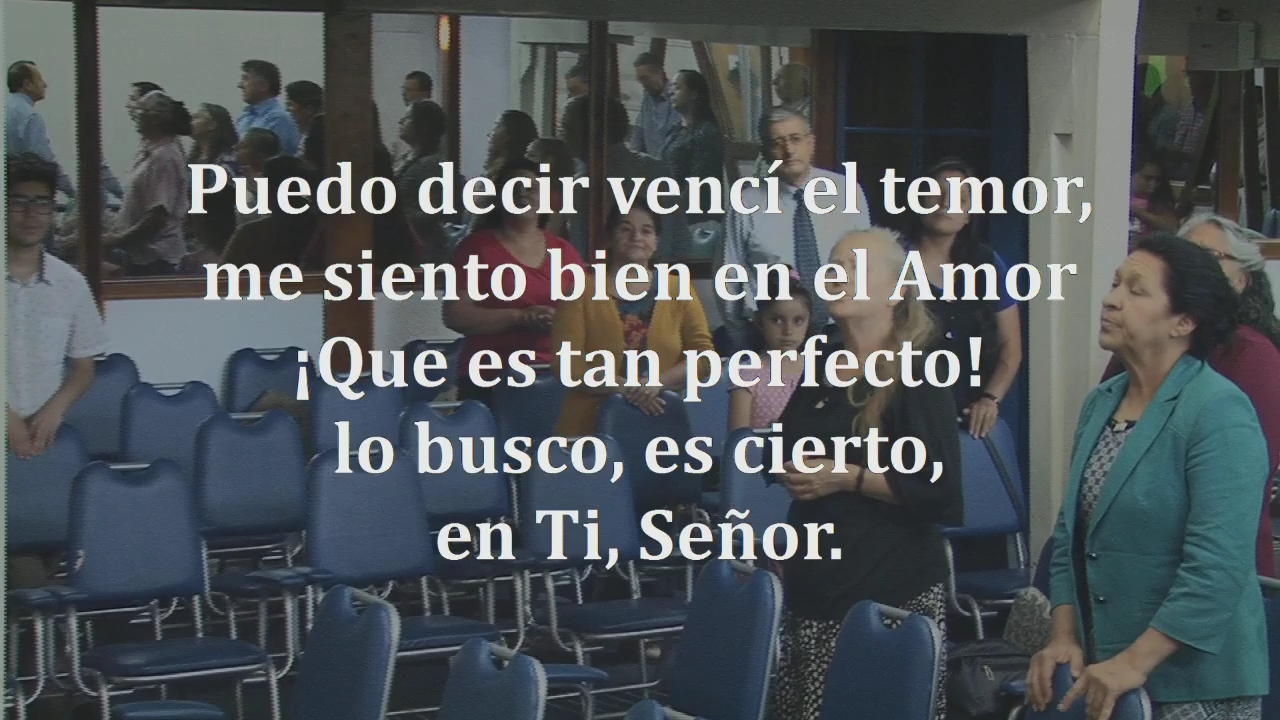 Puedo decir vencí el temor,
me siento bien en el Amor
¡Que es tan perfecto!
lo busco, es cierto,
en Ti, Señor.